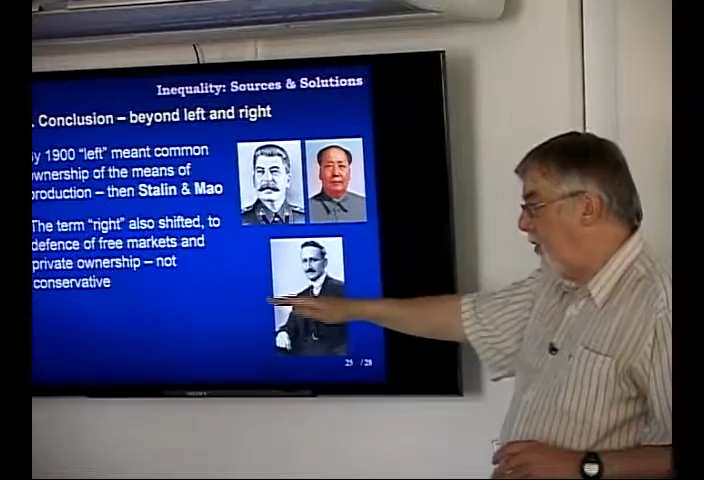 Inequality: Sources & Solutions
. Conclusion – beyond left and right
y 1900 “left” meant common
wnership of the means of
roduction – then Stalin & Mao
The term “right” also shifted, to
defence of free markets and
private ownership – not
conservative
25 / 28
SONY